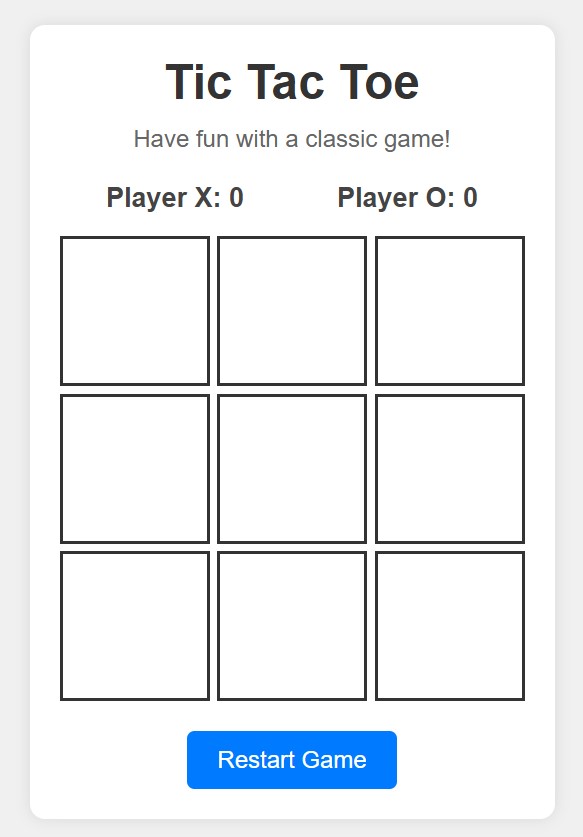 Tic Tac Toe
Have fun with a classic game!
Player X: 0 Player O: 0
Restart Game